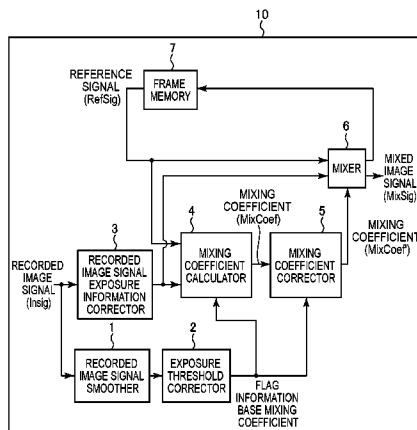 10
7
REFERENCE
SIGNAL
(RefSig)
FRAME
MEMORY
6
MIXER
MIXED IMAGE
SIGNAL
(MixSig)
MIXING
COEFFICIENT
(MixCoef)
MIXING
COEFFICIENT
(MixCoef')
3
4
5
RECORDED
IMAGE
SIGNAL
(Insig)
RECORDED
IMAGE SIGNAL
EXPOSURE
INFORMATION
CORRECTOR
MIXING
COEFFICIENT
CALCULATOR
MIXING
COEFFICIENT
CORRECTOR
1
2
RECORDED
IMAGE SIGNAL
SMOOTHER
EXPOSURE
THRESHOLD
CORRECTOR
FLAG
INFORMATION
BASE MIXING
COEFFICIENT